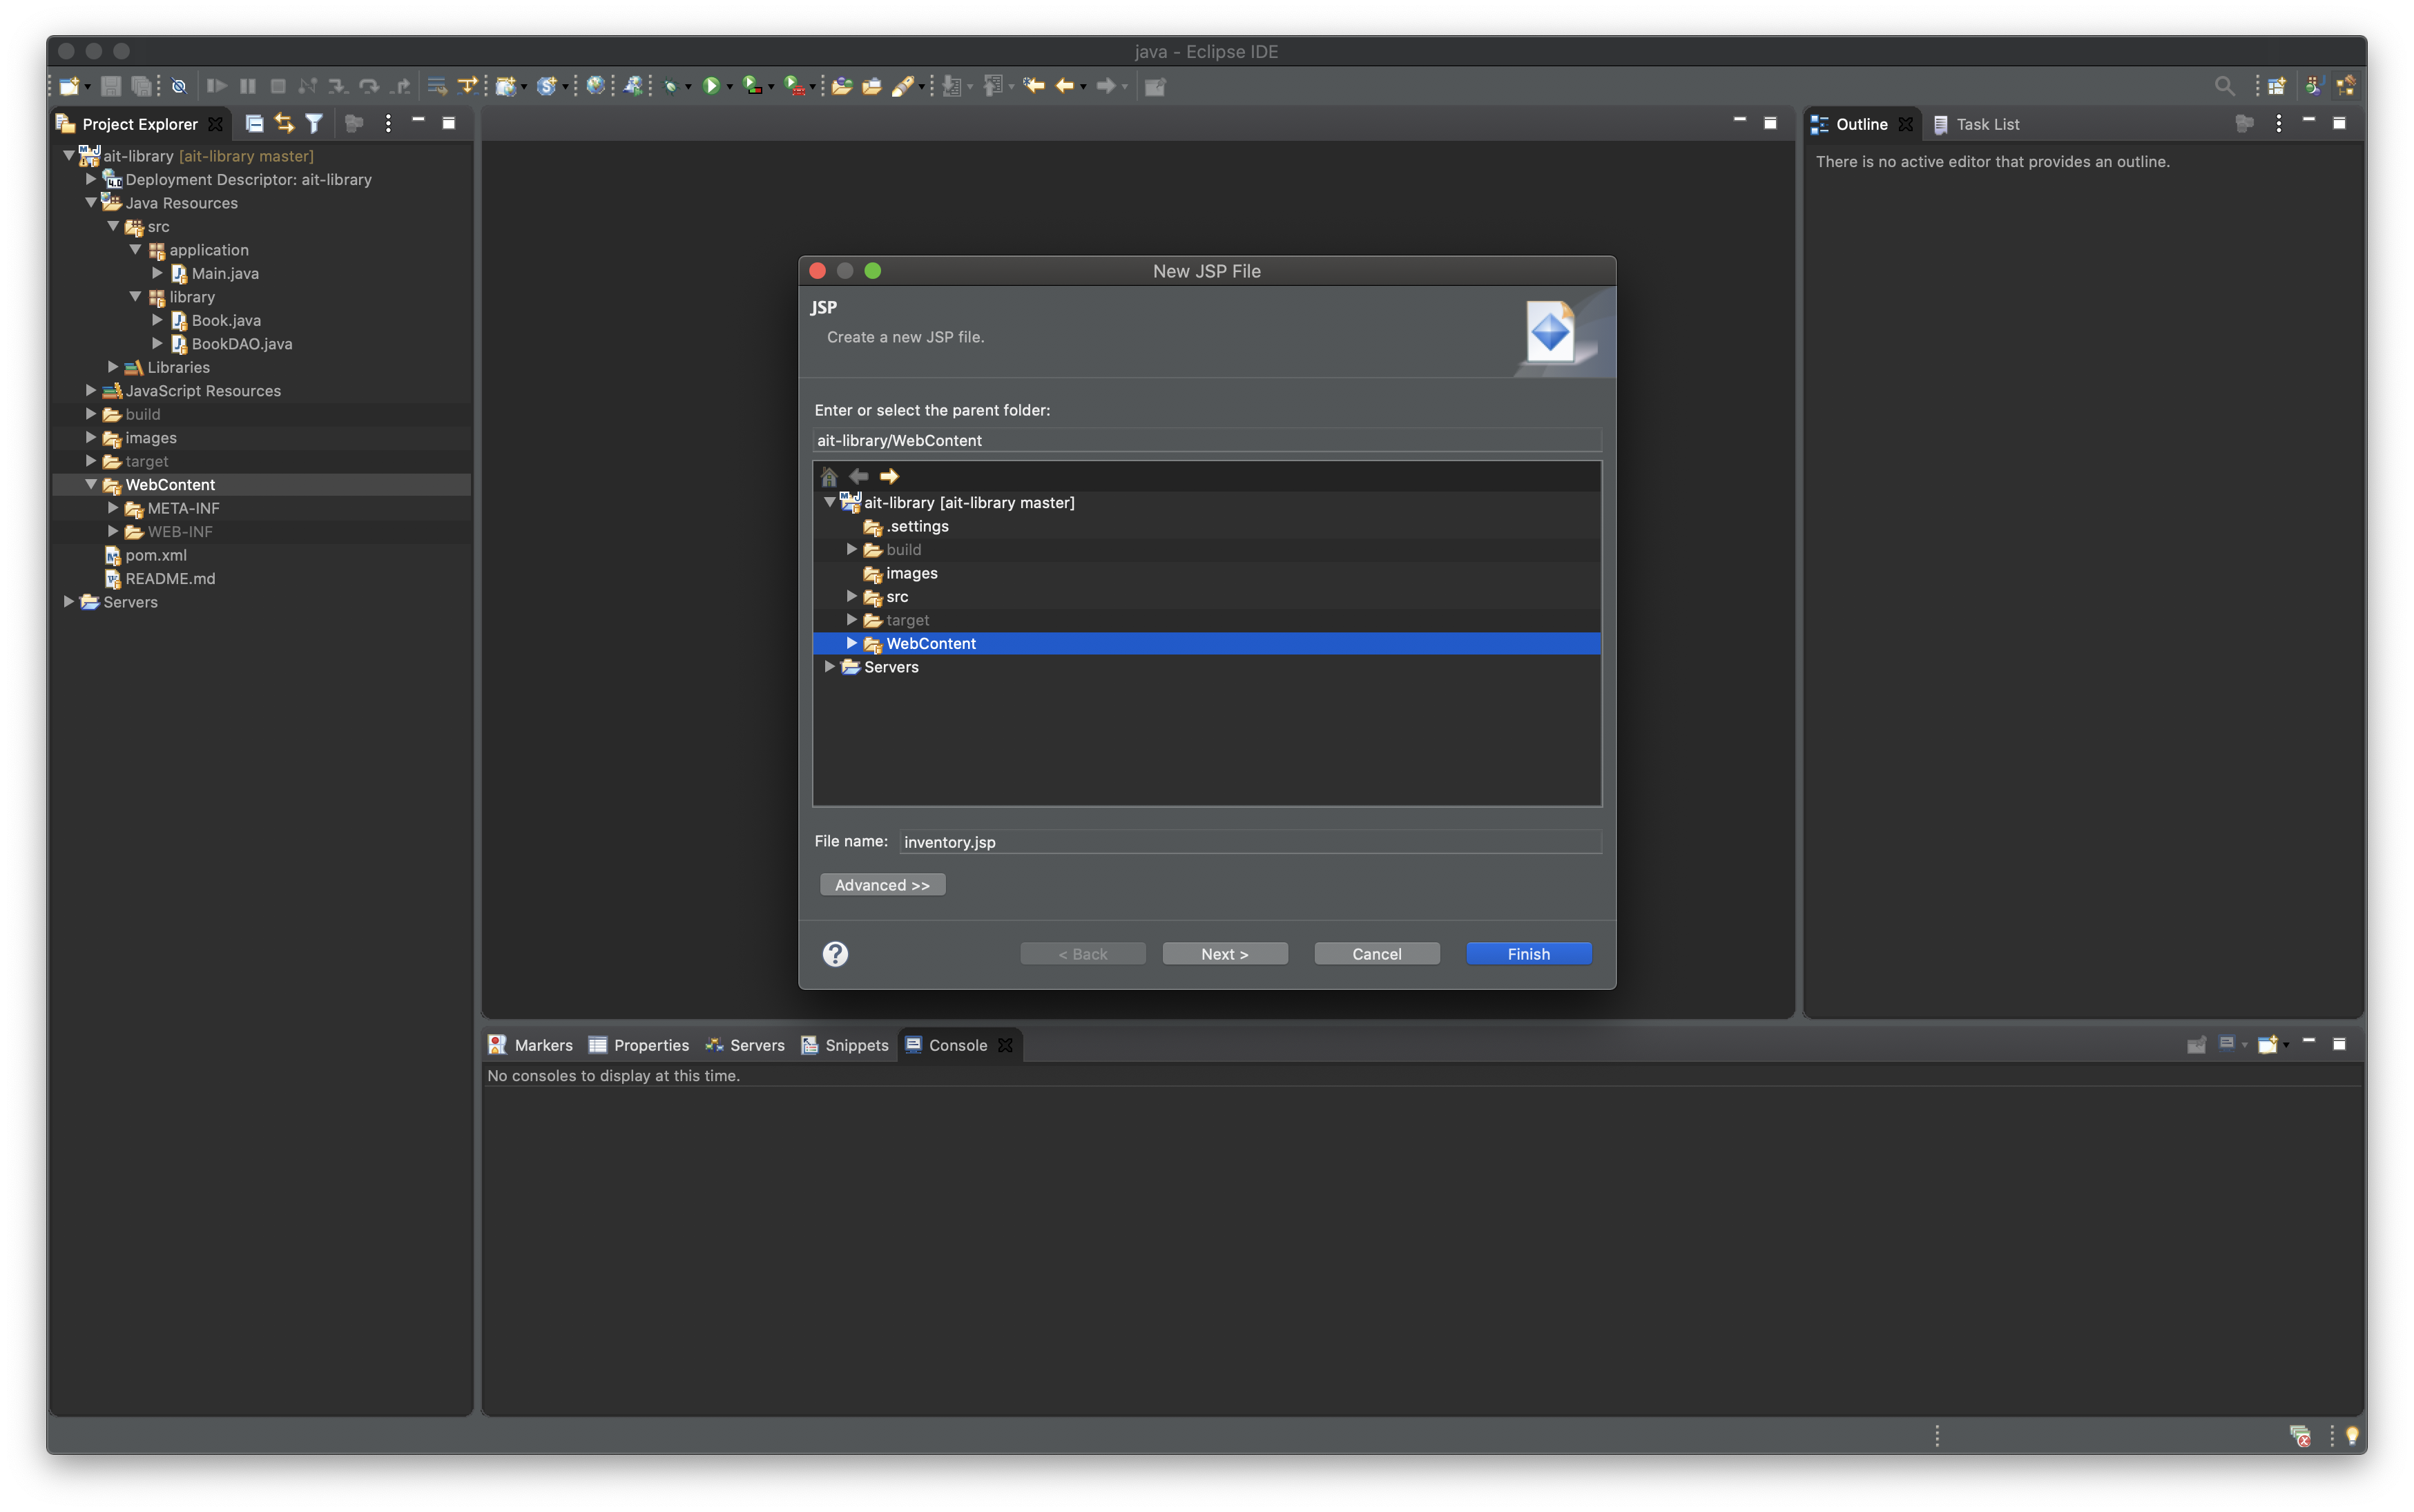 java - Eclipse IDE
Project Explorer
ait-library [ait-library master]
Deployment Descriptor: ait-library
Java Resources
src
application
Main.java
library
Book.java
BookDAO.java
Libraries
JavaScript Resources
build
images
target
WebContent
META-INF
WEB-INF
pom.xml
README.md
Servers
New JSP File
JSP
Create a new JSP file.
Enter or select the parent folder:
ait-library/WebContent
ait-library [ait-library master]
.settings
build
images
src
target
WebContent
Servers
File name: inventory.jsp
Advanced >>
< Back Next > Cancel Finish
Outline Task List
There is no active editor that provides an outline.
Markers Properties Servers Snippets Console
No consoles to display at this time.